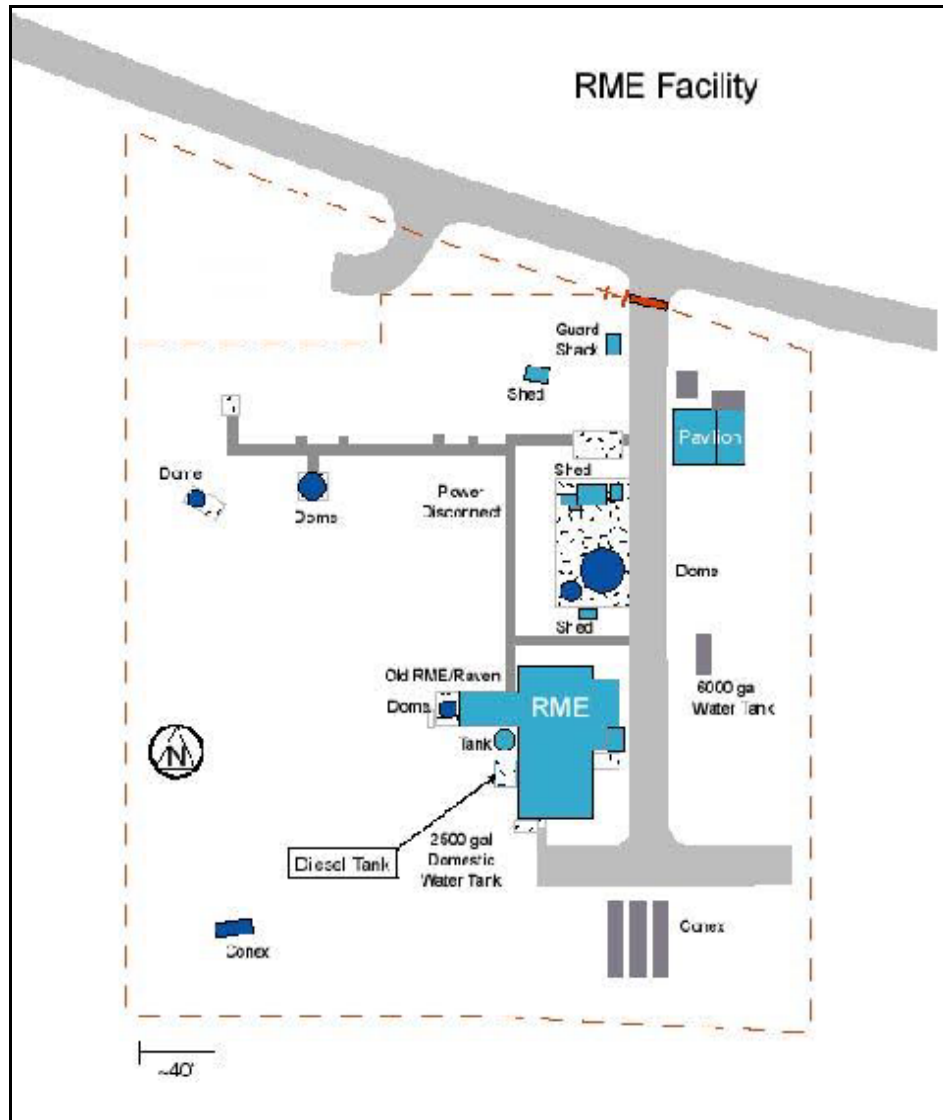 RME Facility
Guard
Shack
Shed
Pavilion
Shed
Dome
Dome
Power
Disconnect
Dome
Shed
Old RME/Raven
Dome
RME
6000 ga
Water Tank
Tank
N
2500 gal
Domestic
Water Tank
Diesel Tank
Conex
Conex
~40'